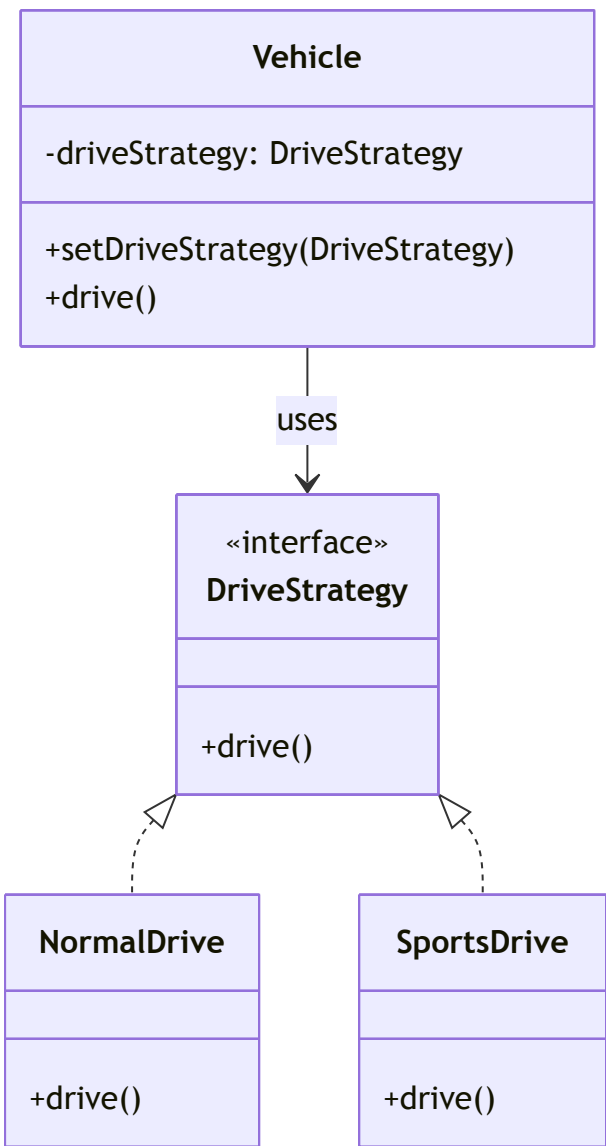 Vehicle
-driveStrategy: DriveStrategy
+setDriveStrategy(DriveStrategy)
+drive()
uses
«interface»
DriveStrategy
+drive()
NormalDrive
+drive()
SportsDrive
+drive()